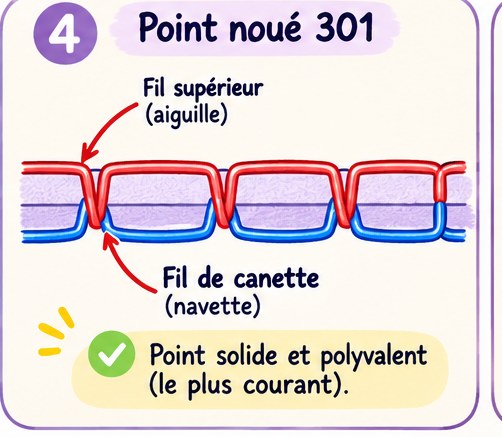 4
Point noué 301
Fil supérieur
(aiguille)
Fil de canette
(navette)
Point solide et polyvalent
(le plus courant).